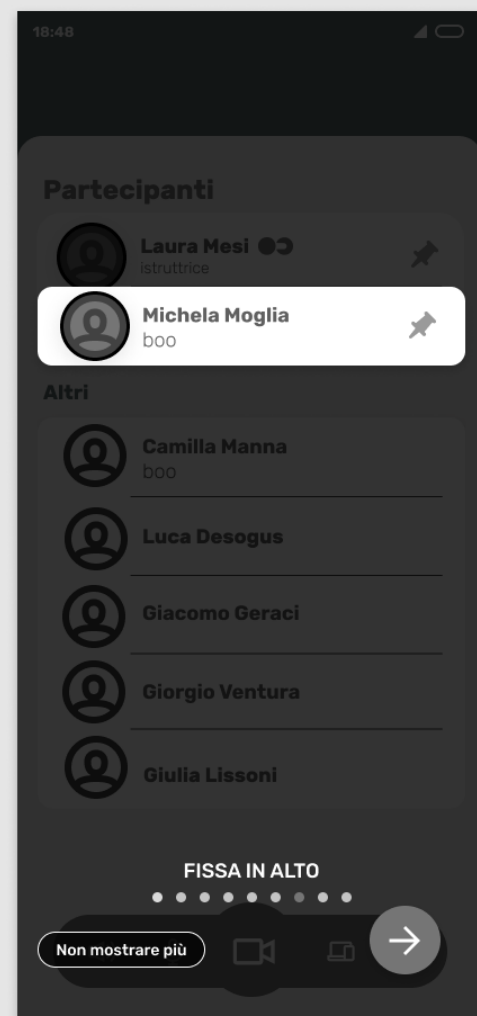 18:48
Partecipanti
Laura Mesi
istruttrice
Michela Moglia
boo
Altri
Camilla Manna
boo
Luca Desogus
Giacomo Geraci
Giorgio Ventura
Giulia Lissoni
FISSA IN ALTO
Non mostrare più